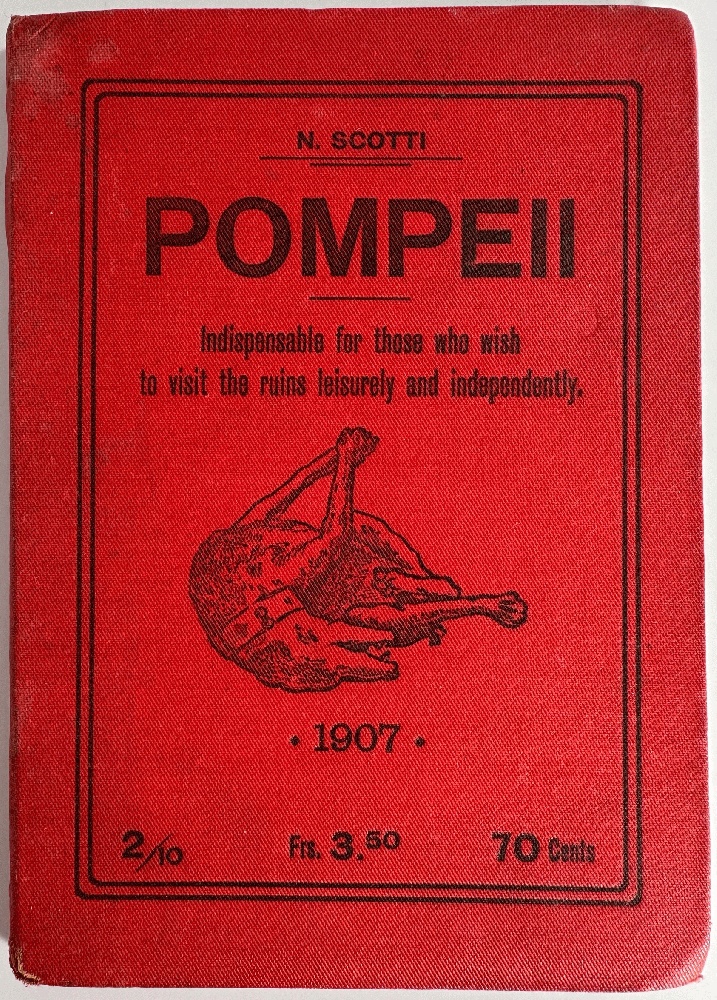 N. SCOTTI
POMPEII
Indispensable for those who wish
to visit the ruins leisurely and independently.
• 1907 •
2/10 Frs. 3.50 70 Cents